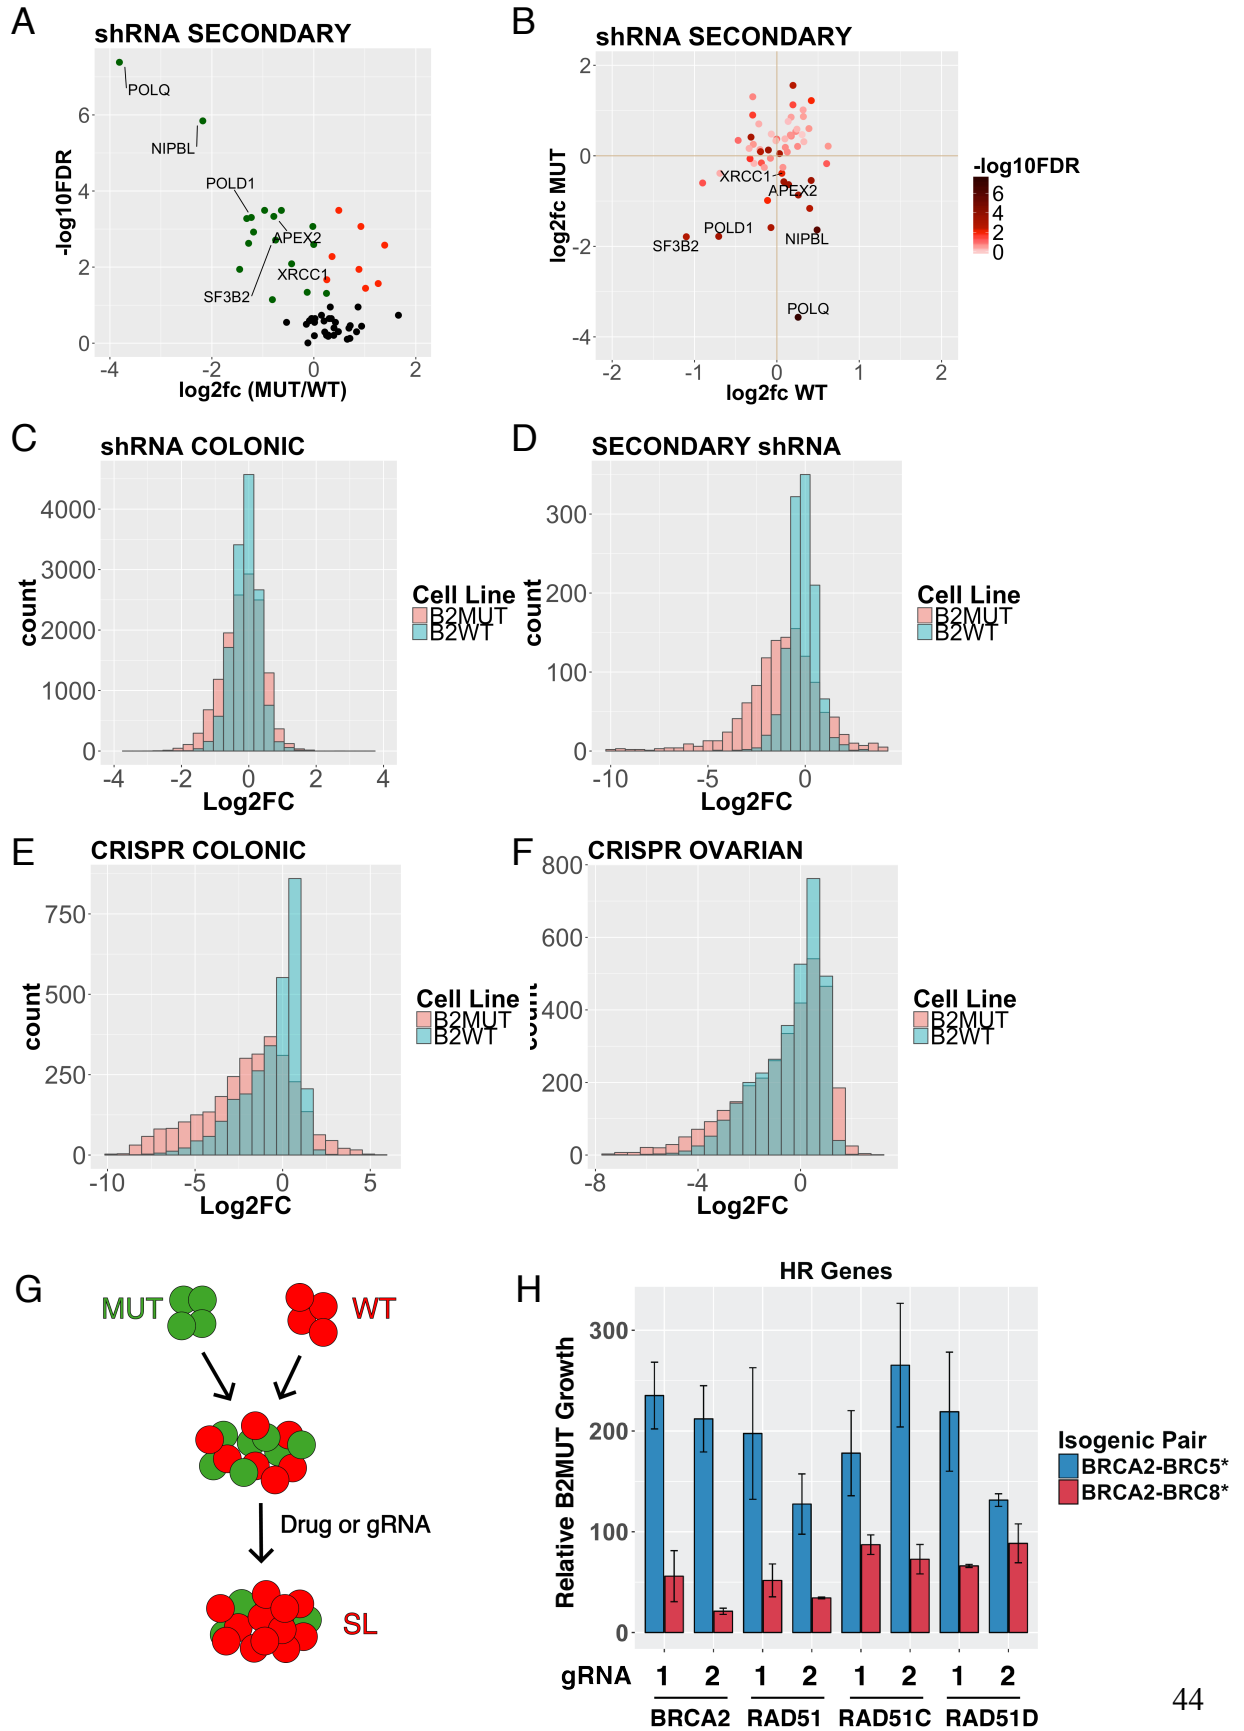 A
shRNA SECONDARY
-log10FDR
6
4
2
0
POLQ
NIPBL
POLD1
APEX2
XRCC1
SF3B2
-4
-2
0
2
log2fc (MUT/WT)
B
shRNA SECONDARY
log2fc MUT
2
0
-2
-4
XRCC1
APEX2
POLD1
SF3B2
NIPBL
POLQ
-2
-1
0
1
2
log2fc WT
-log10FDR
6
4
2
0
C
shRNA COLONIC
count
4000
3000
2000
1000
0
-4
-2
0
2
4
Log2FC
Cell Line
B2MUT
B2WT
D
SECONDARY shRNA
count
300
200
100
0
-10
-5
0
Log2FC
Cell Line
B2MUT
B2WT
E
CRISPR COLONIC
count
750
500
250
0
-10
-5
0
5
Log2FC
Cell Line
B2MUT
B2WT
F
CRISPR OVARIAN
count
800
600
400
200
0
-8
-4
0
Log2FC
Cell Line
B2MUT
B2WT
G
MUT
WT
Drug or gRNA
SL
H
HR Genes
Relative B2MUT Growth
300
200
100
0
gRNA 1 2 1 2 1 2 1 2
BRCA2 RAD51 RAD51C RAD51D
Isogenic Pair
BRCA2-BRC5*
BRCA2-BRC8*
44